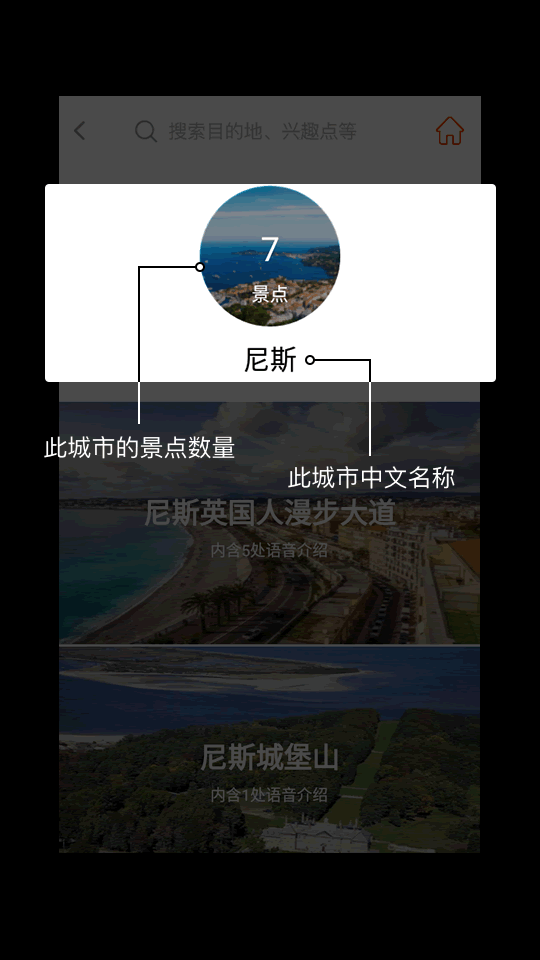 搜索目的地、兴趣点等
7
景点
尼斯
此城市的景点数量
此城市中文名称
尼斯英国人漫步大道
内含5处语音介绍
尼斯城堡山
内含1处语音介绍